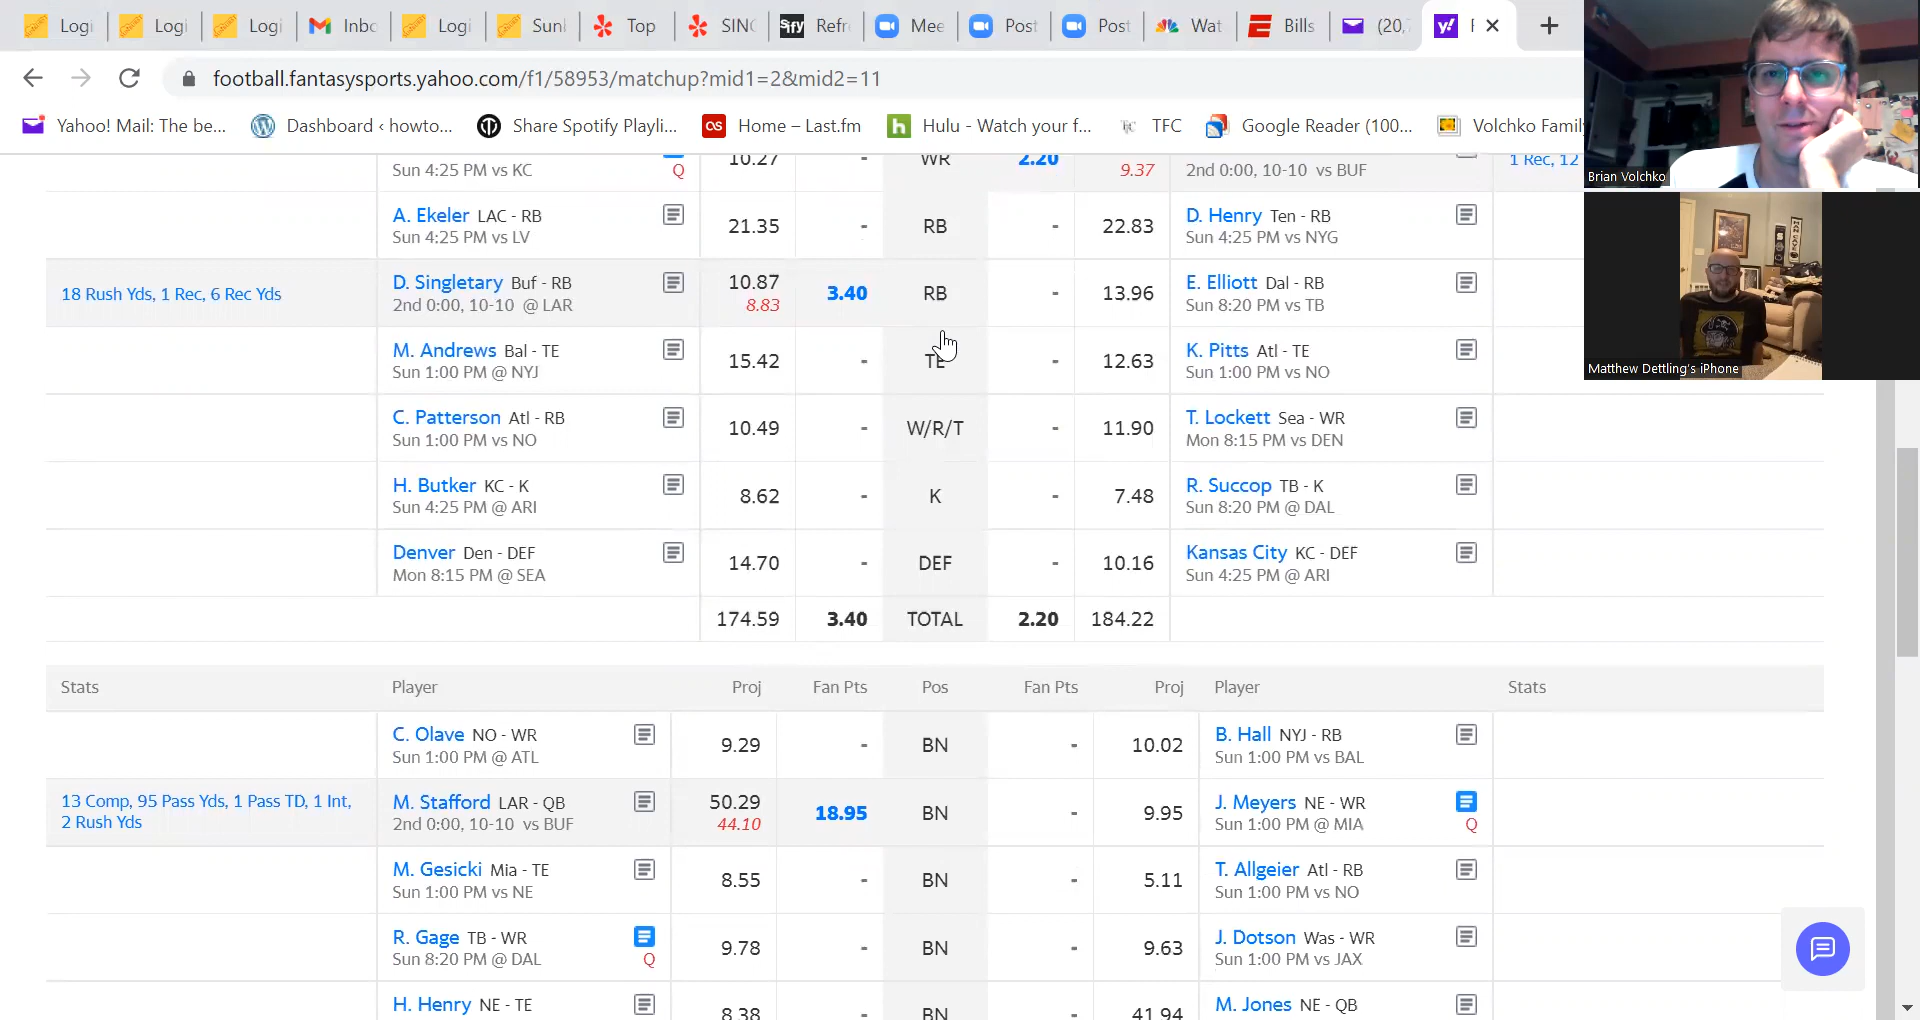 Logi
Logi
Logi
Inbo
Logi
Sunl
Top
SINC
Sify Refr
Mee
Post
Post
Wat
Bills
(20,
football.fantasysports.yahoo.com/f1/58953/matchup?mid1=2&mid2=11
Yahoo! Mail: The be...
Dashboard ‹ howto...
Share Spotify Playli...
Home – Last.fm
Hulu - Watch your f...
TFC
Google Reader (100...
Volchko Family
Brian Volchko
Matthew Dettling's iPhone
10.27 - WR 2.20 1 Rec, 12
Sun 4:25 PM vs KC Q 9.37 2nd 0:00, 10-10 vs BUF
A. Ekeler LAC - RB 21.35 - RB - 22.83 D. Henry Ten - RB
Sun 4:25 PM vs LV Sun 4:25 PM vs NYG
18 Rush Yds, 1 Rec, 6 Rec Yds D. Singletary Buf - RB 10.87 3.40 RB - 13.96 E. Elliott Dal - RB
2nd 0:00, 10-10 @ LAR 8.83 Sun 8:20 PM vs TB
M. Andrews Bal - TE 15.42 - TE - 12.63 K. Pitts Atl - TE
Sun 1:00 PM @ NYJ Sun 1:00 PM vs NO
C. Patterson Atl - RB 10.49 - W/R/T - 11.90 T. Lockett Sea - WR
Sun 1:00 PM vs NO Mon 8:15 PM vs DEN
H. Butker KC - K 8.62 - K - 7.48 R. Succop TB - K
Sun 4:25 PM @ ARI Sun 8:20 PM @ DAL
Denver Den - DEF 14.70 - DEF - 10.16 Kansas City KC - DEF
Mon 8:15 PM @ SEA Sun 4:25 PM @ ARI
174.59 3.40 TOTAL 2.20 184.22
Stats Player Proj Fan Pts Pos Fan Pts Proj Player Stats
C. Olave NO - WR 9.29 - BN - 10.02 B. Hall NYJ - RB
Sun 1:00 PM @ ATL Sun 1:00 PM vs BAL
13 Comp, 95 Pass Yds, 1 Pass TD, 1 Int, M. Stafford LAR - QB 50.29 18.95 BN - 9.95 J. Meyers NE - WR
2 Rush Yds 2nd 0:00, 10-10 vs BUF 44.10 Sun 1:00 PM @ MIA Q
M. Gesicki Mia - TE 8.55 - BN - 5.11 T. Allgeier Atl - RB
Sun 1:00 PM vs NE Sun 1:00 PM vs NO
R. Gage TB - WR 9.78 - BN - 9.63 J. Dotson Was - WR
Sun 8:20 PM @ DAL Q Sun 1:00 PM vs JAX
H. Henry NE - TE 8.38 - BN - 41.94 M. Jones NE - QB